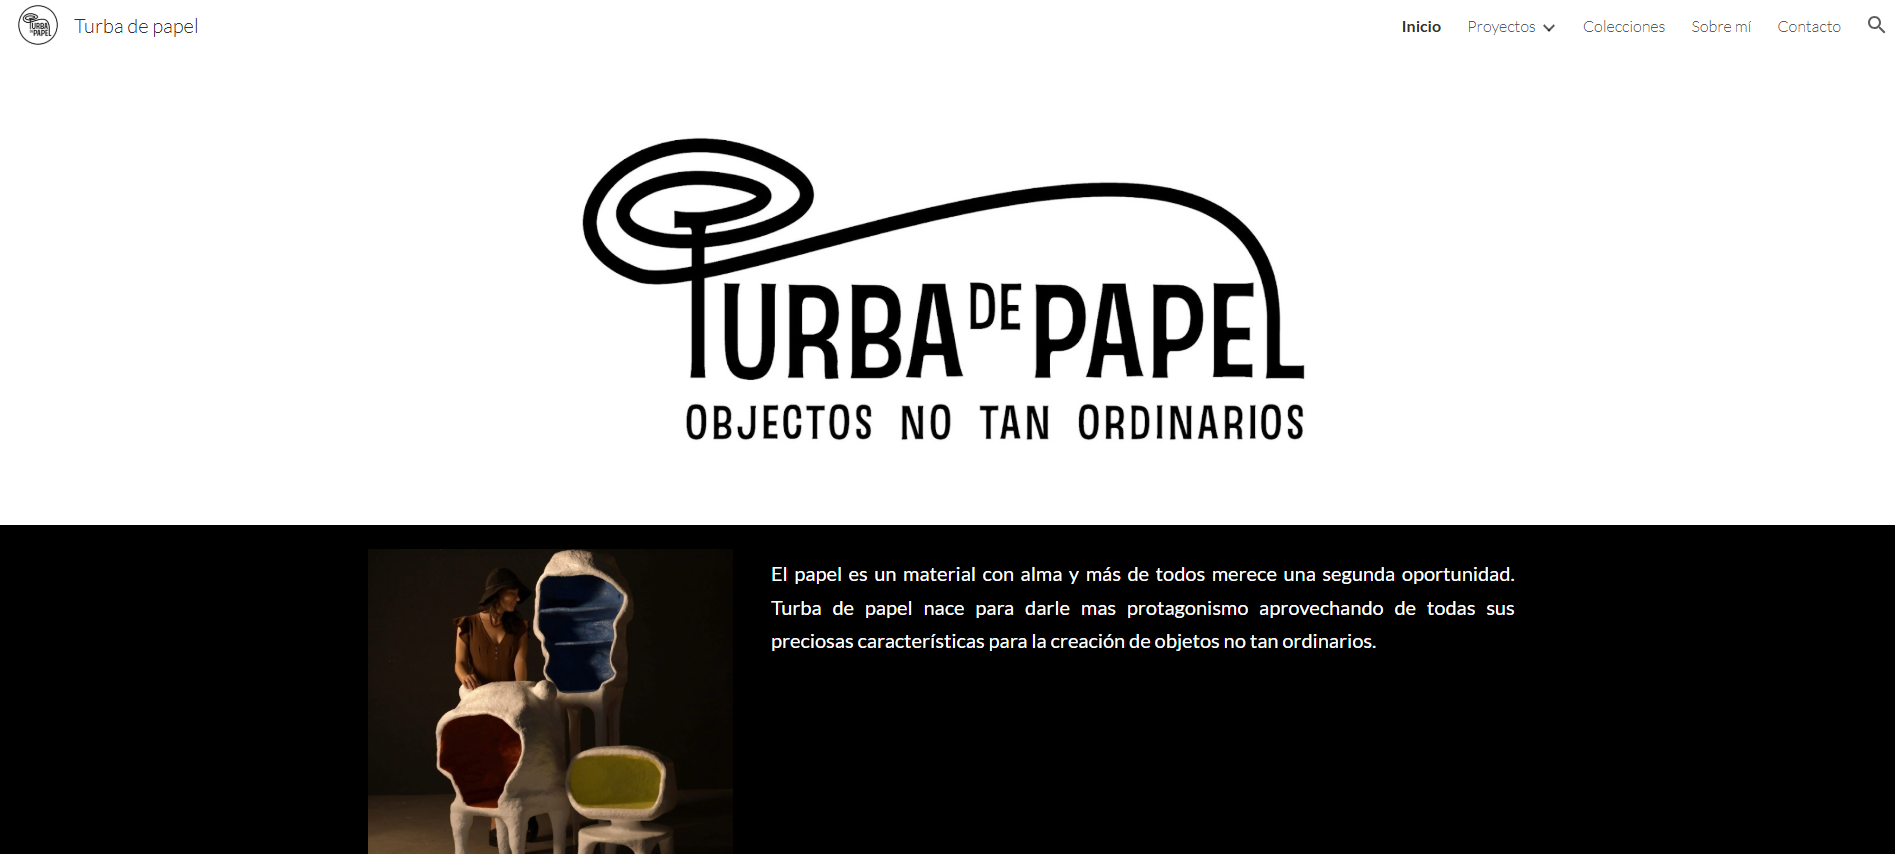 TURBA DE PAPEL
Turba de papel
Inicio
Proyectos
Colecciones
Sobre mí
Contacto
TURBA DE PAPEL
OBJECTOS NO TAN ORDINARIOS
El papel es un material con alma y más de todos merece una segunda oportunidad.
Turba de papel nace para darle mas protagonismo aprovechando de todas sus
preciosas características para la creación de objetos no tan ordinarios.